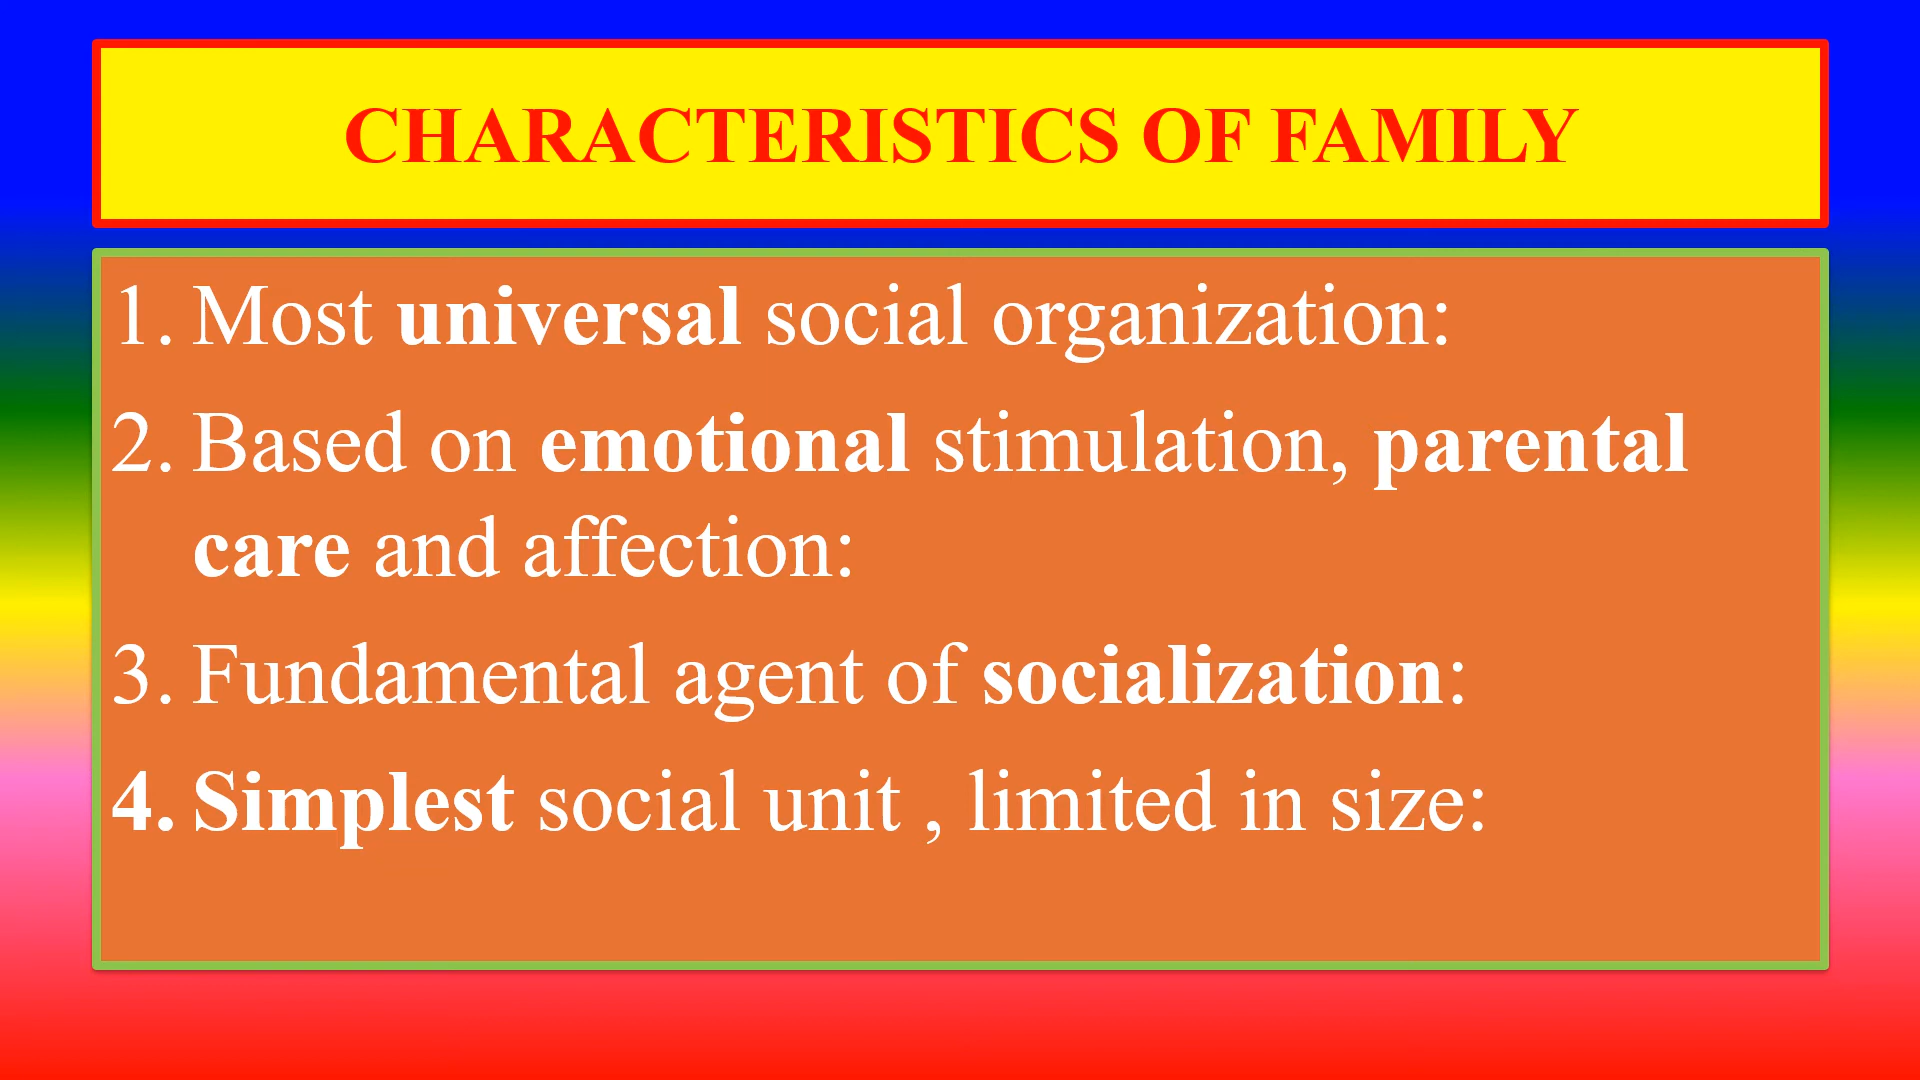 CHARACTERISTICS OF FAMILY
1. Most universal social organization:
2. Based on emotional stimulation, parental
care and affection:
3. Fundamental agent of socialization:
4. Simplest social unit , limited in size: